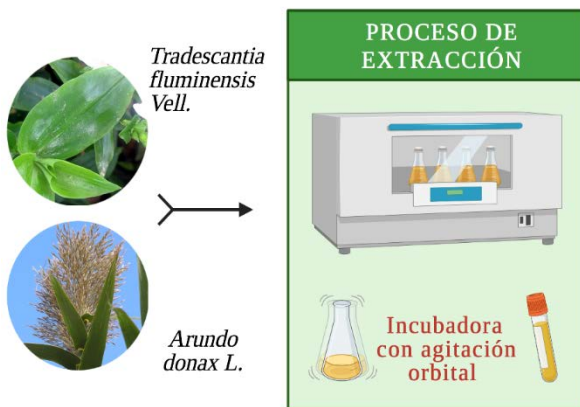 Tradescantia
fluminensis
Vell.
Arundo
donax L.
PROCESO DE
EXTRACCIÓN
Incubadora
con agitación
orbital